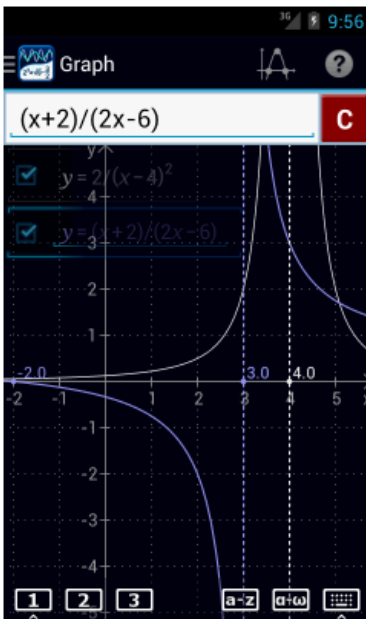 3G 9:56
Graph ?
(x+2)/(2x-6) C
y
y=2/(x-4)²
4
y=(x+2)/(2x-6)
3
2
1
-2.0 3.0 4.0
-2 -1 1 2 3 4 5
-1
-2
-3
-4
1 2 3 a-z α-ω